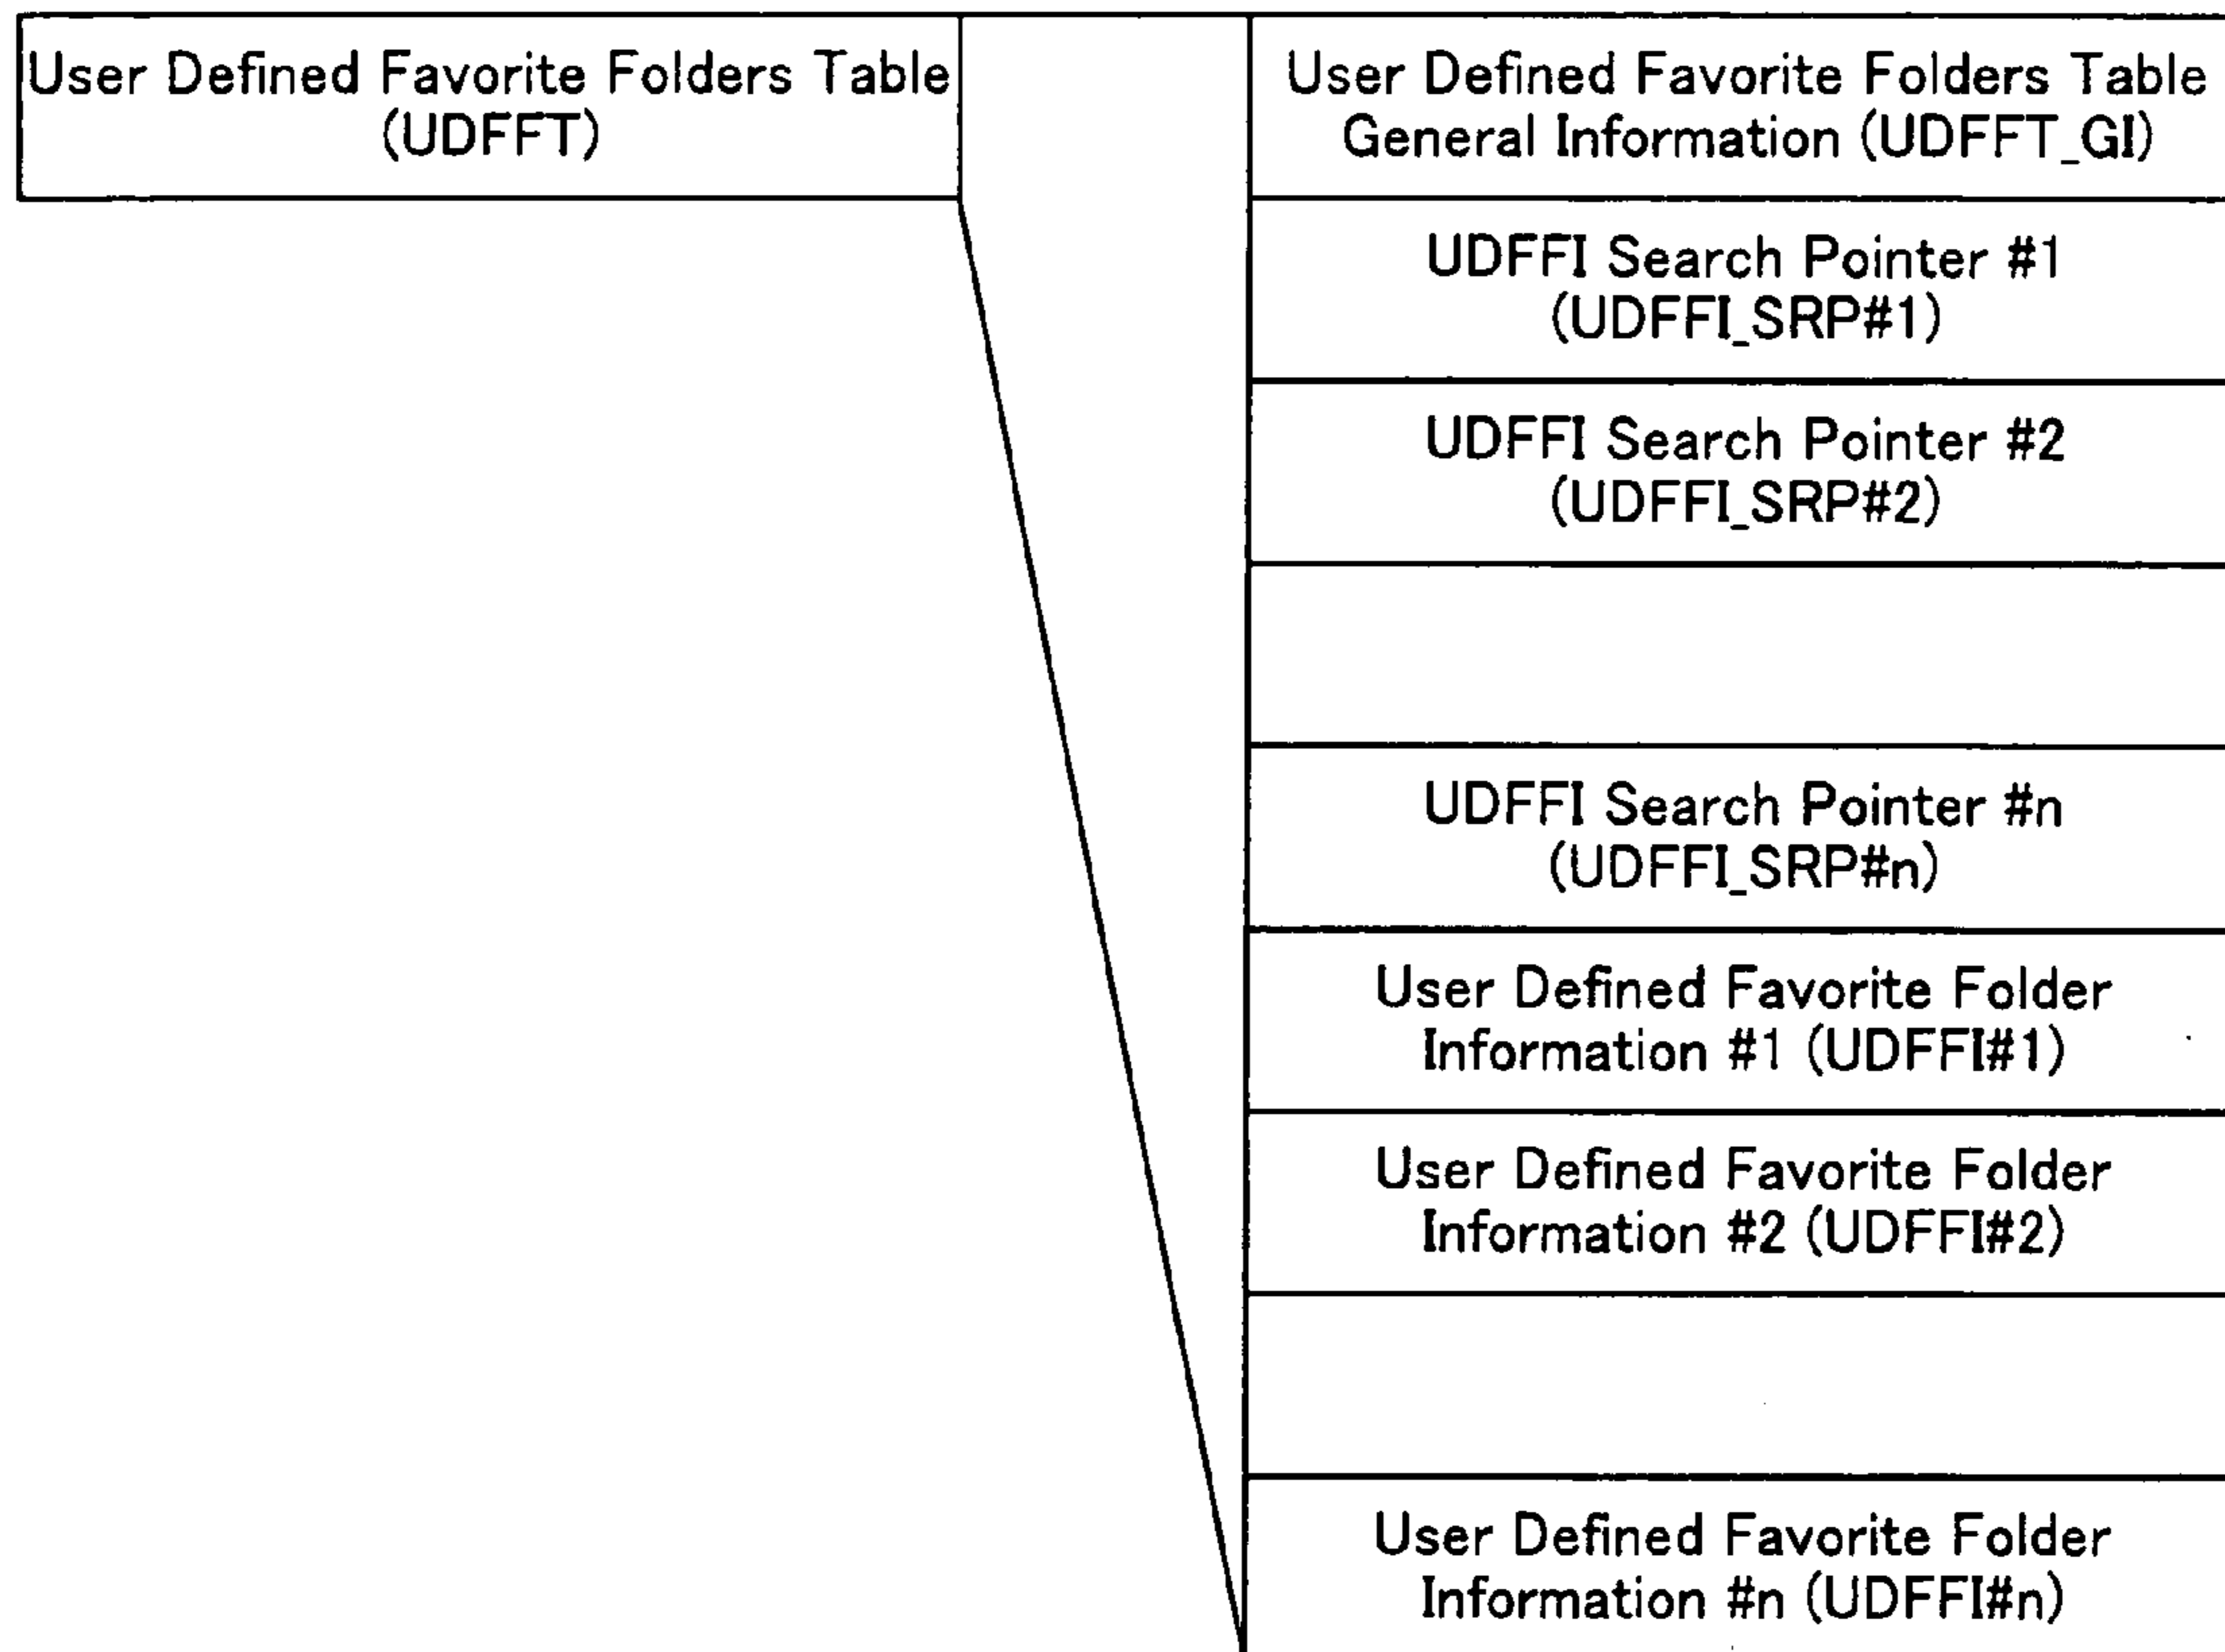 User Defined Favorite Folders Table
(UDFFT)
User Defined Favorite Folders Table
General Information (UDFFT_GI)
UDFFI Search Pointer #1
(UDFFI_SRP#1)
UDFFI Search Pointer #2
(UDFFI_SRP#2)
UDFFI Search Pointer #n
(UDFFI_SRP#n)
User Defined Favorite Folder
Information #1 (UDFFI#1)
User Defined Favorite Folder
Information #2 (UDFFI#2)
User Defined Favorite Folder
Information #n (UDFFI#n)